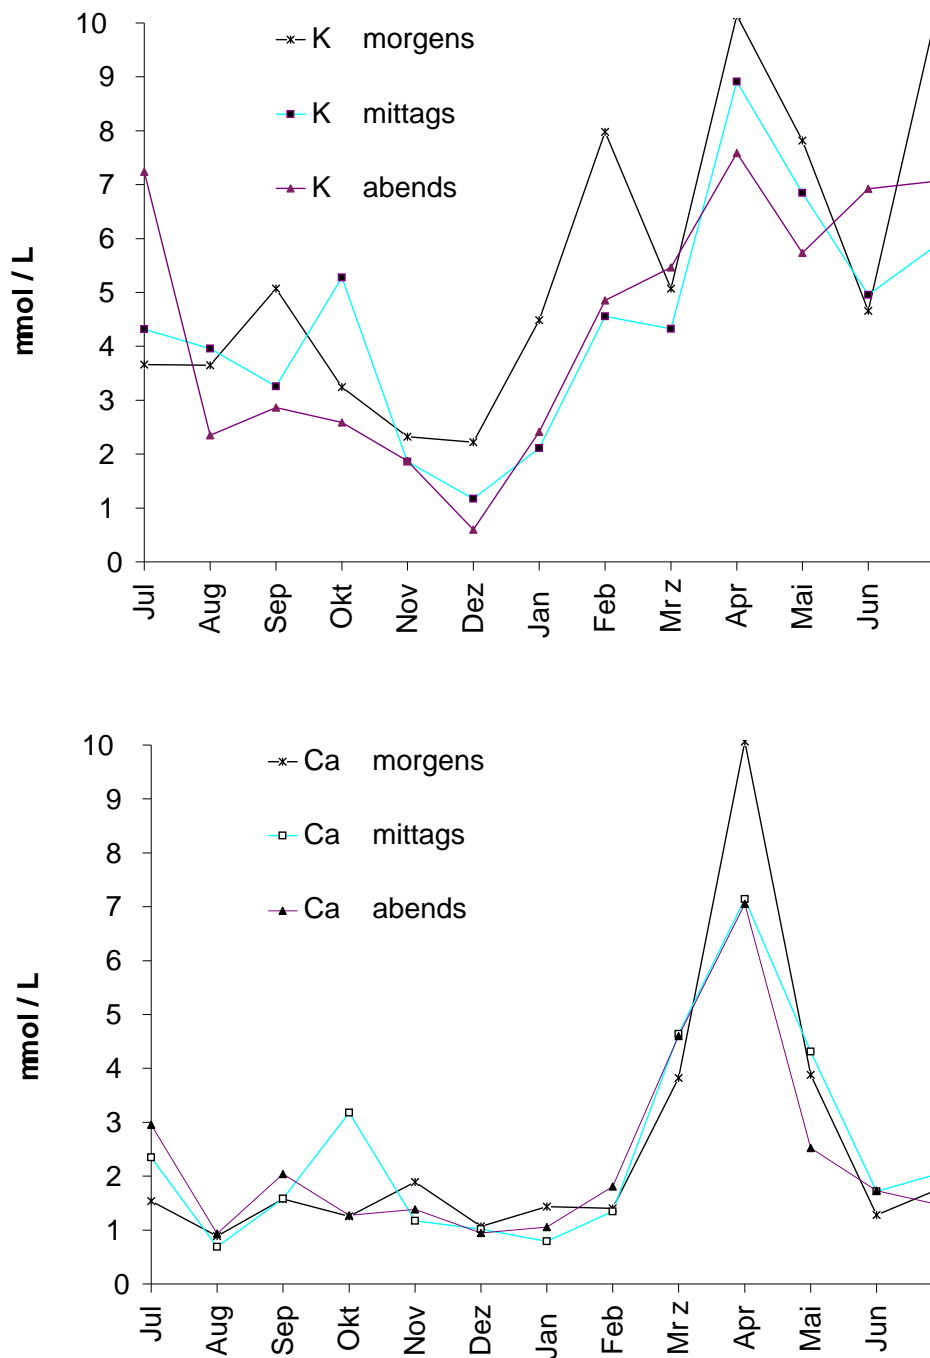 10
9
8
7
6
5
4
3
2
1
0
mmol / L
K morgens
K mittags
K abends
Jul
Aug
Sep
Okt
Nov
Dez
Jan
Feb
Mrz
Apr
Mai
Jun
10
9
8
7
6
5
4
3
2
1
0
mmol / L
Ca morgens
Ca mittags
Ca abends
Jul
Aug
Sep
Okt
Nov
Dez
Jan
Feb
Mrz
Apr
Mai
Jun